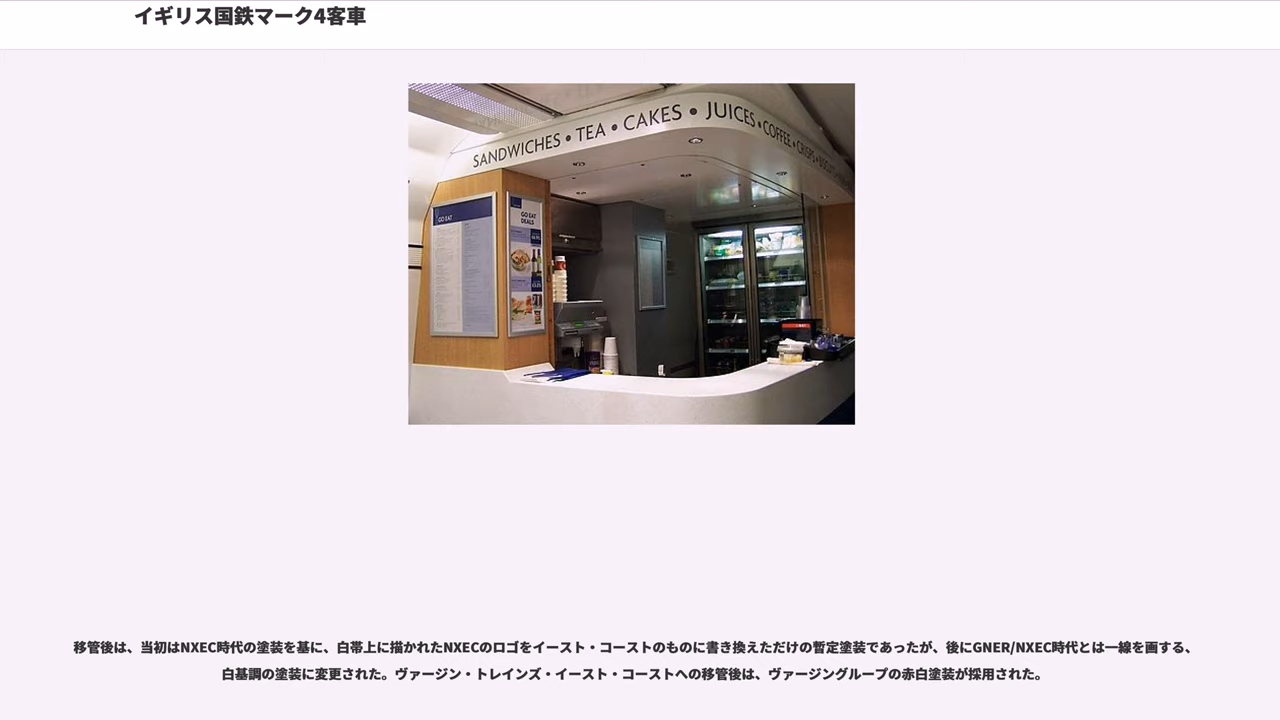 イギリス国鉄マーク4客車
SANDWICHES • TEA • CAKES • JUICES • COFFEE • CRISPS •
GO EAT
GO EAT
DEALS
移管後は、当初はNXEC時代の塗装を基に、白帯上に描かれたNXECのロゴをイースト・コーストのものに書き換えただけの暫定塗装であったが、後にGNER/NXEC時代とは一線を画する、
白基調の塗装に変更された。ヴァージン・トレインズ・イースト・コーストへの移管後は、ヴァージングループの赤白塗装が採用された。